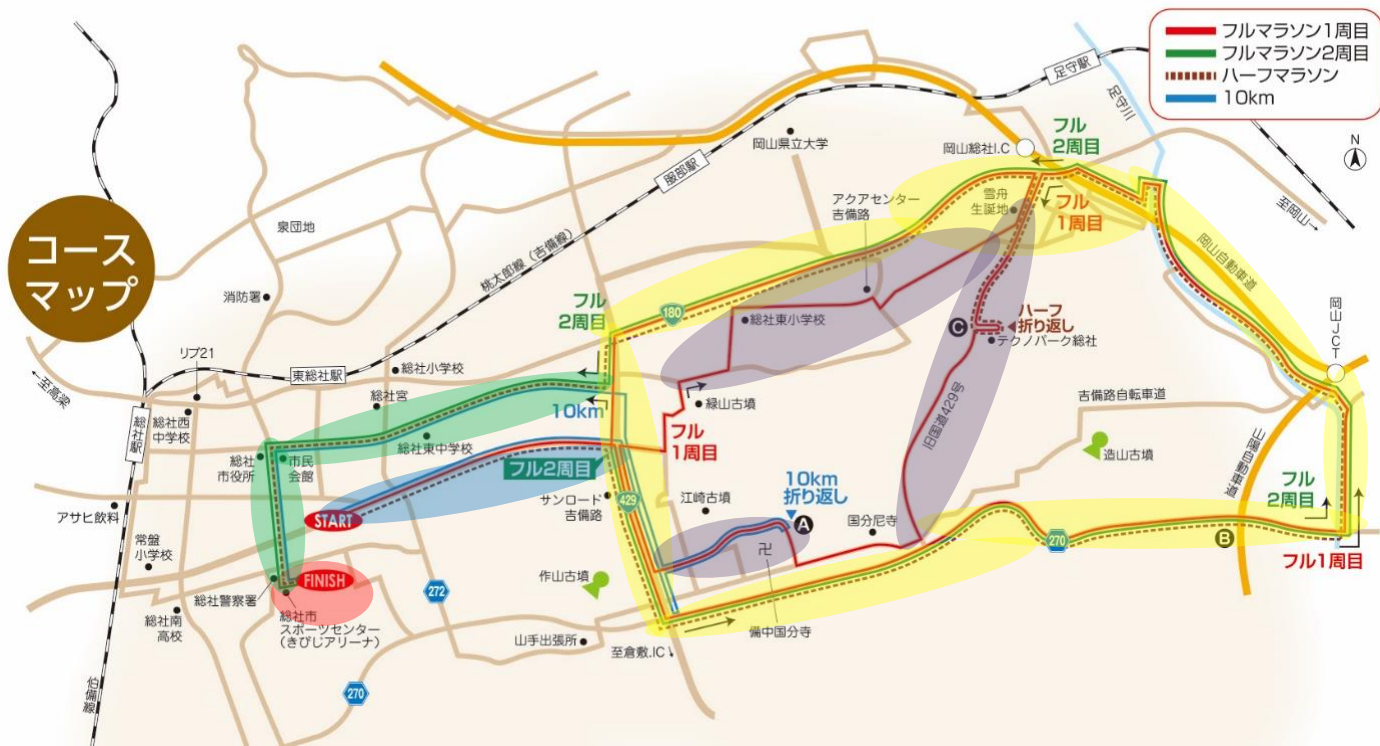 コース
マップ
フルマラソン1周目
フルマラソン2周目
ハーフマラソン
10km
N
足守駅
足守川
岡山県立大学
岡山総社I.C
フル
2周目
服部駅
アクアセンター
吉備路
雪舟
生誕地
フル
1周目
至岡山→
泉団地
桃太郎線(吉備線)
岡山自動車道
消防署
フル
2周目
180
総社東小学校
C
ハーフ
折り返し
テクノパーク総社
岡山JCT
リブ21
←至高梁
東総社駅
総社小学校
総社宮
10km
緑山古墳
吉備路自転車道
総社西
中学校
総社駅
総社東中学校
フル
1周目
旧国道429号
造山古墳
山陽自動車道
総社
市役所
市民
会館
フル2周目
サンロード
吉備路
429
江崎古墳
10km
折り返し
A
国分尼寺
フル
2周目
アサヒ飲料
START
常盤
小学校
卍
270
B
フル1周目
FINISH
総社警察署
272
作山古墳
総社南
高校
総社市
スポーツセンター
(きびじアリーナ)
山手出張所
至倉敷.IC↓
備中国分寺
伯備線
270